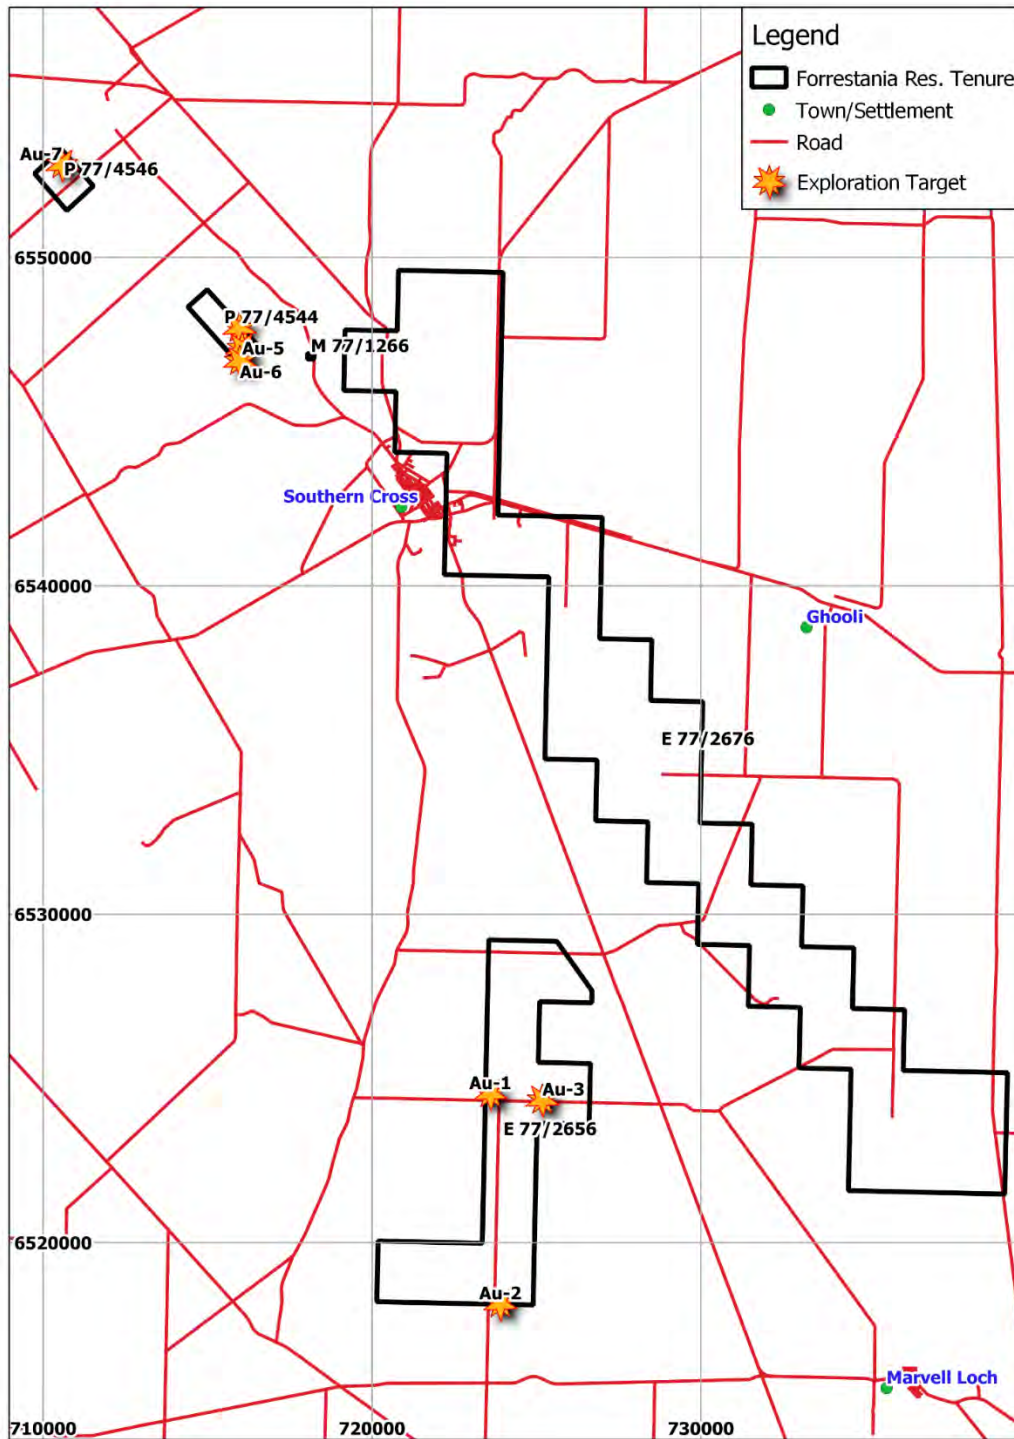 Legend
Forrestania Res. Tenure
Town/Settlement
Road
Exploration Target
Au-7
P 77/4546
6550000
P 77/4544
Au-5
Au-6
M 77/1266
Southern Cross
6540000
Ghooli
E 77/2676
6530000
Au-1
Au-3
E 77/2656
6520000
Au-2
Marvell Loch
710000
720000
730000